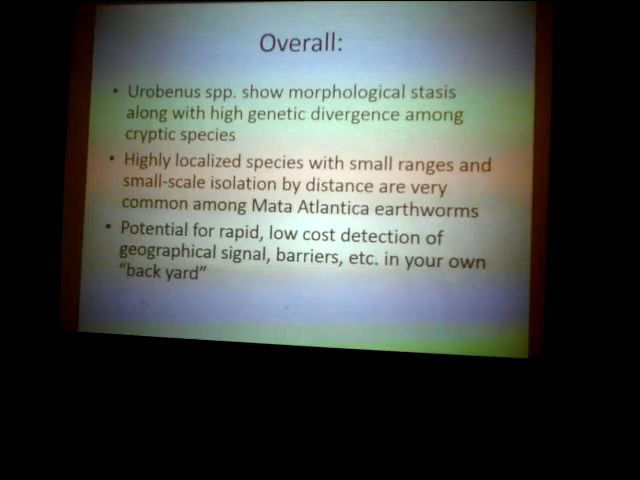 Overall:
• Urobenus spp. show morphological stasis
along with high genetic divergence among
cryptic species
• Highly localized species with small ranges and
small-scale isolation by distance are very
common among Mata Atlantica earthworms
• Potential for rapid, low cost detection of
geographical signal, barriers, etc. in your own
“back yard”